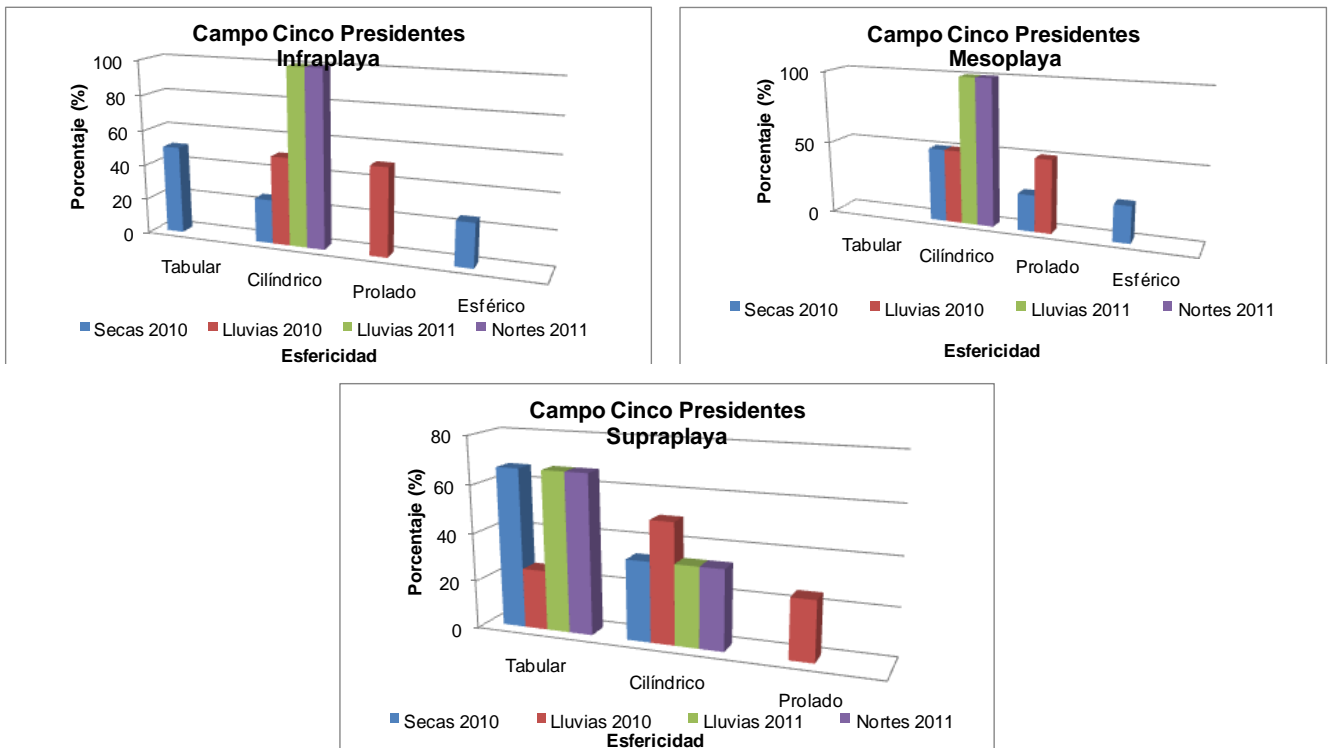 Campo Cinco Presidentes
Infraplaya
Porcentaje (%)
100
80
60
40
20
0
Tabular
Cilíndrico
Prolado
Esférico
Secas 2010 Lluvias 2010 Lluvias 2011 Nortes 2011
Esfericidad
Campo Cinco Presidentes
Mesoplaya
Porcentaje (%)
100
50
0
Tabular
Cilíndrico
Prolado
Esférico
Secas 2010 Lluvias 2010 Lluvias 2011 Nortes 2011
Esfericidad
Campo Cinco Presidentes
Supraplaya
Porcentaje (%)
80
60
40
20
0
Tabular
Cilíndrico
Prolado
Secas 2010 Lluvias 2010 Lluvias 2011 Nortes 2011
Esfericidad